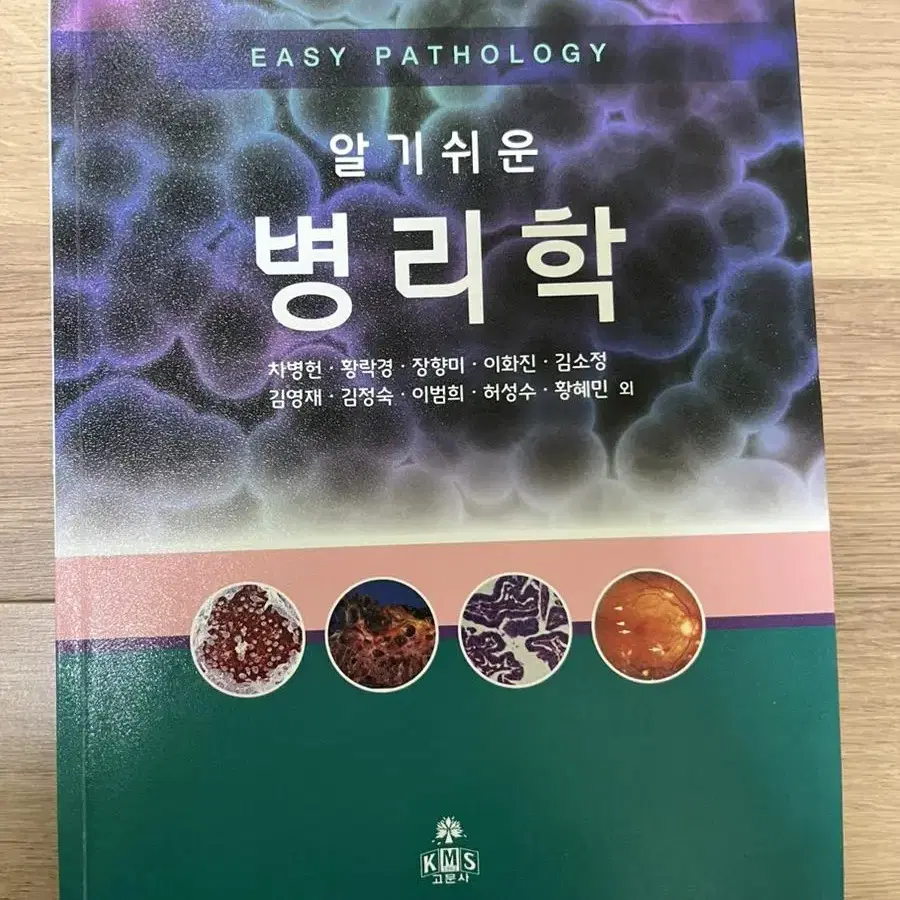 EASY PATHOLOGY
알기쉬운
병리학
차병헌 · 황락경 · 장향미 · 이화진 · 김소정
김영재 · 김정숙 · 이범희 · 허성수 · 황혜민 외
KMS
고문사